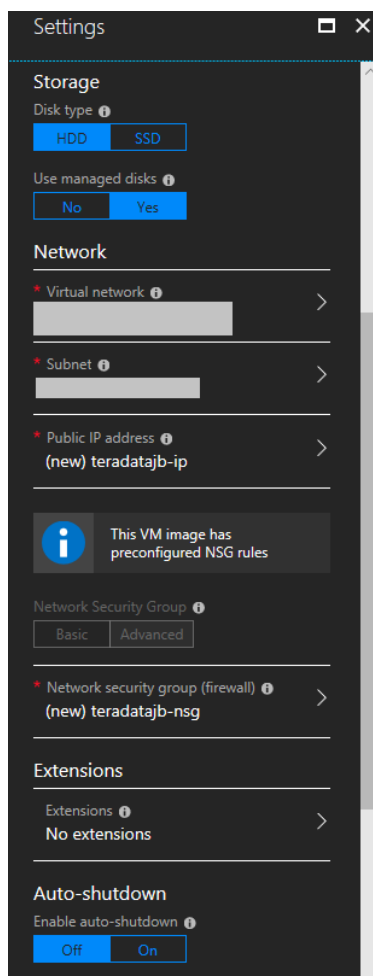 Settings
Storage
Disk type
HDD SSD
Use managed disks
No Yes
Network
* Virtual network
* Subnet
* Public IP address
(new) teradatajb-ip
This VM image has
preconfigured NSG rules
Network Security Group
Basic Advanced
* Network security group (firewall)
(new) teradatajb-nsg
Extensions
Extensions
No extensions
Auto-shutdown
Enable auto-shutdown
Off On